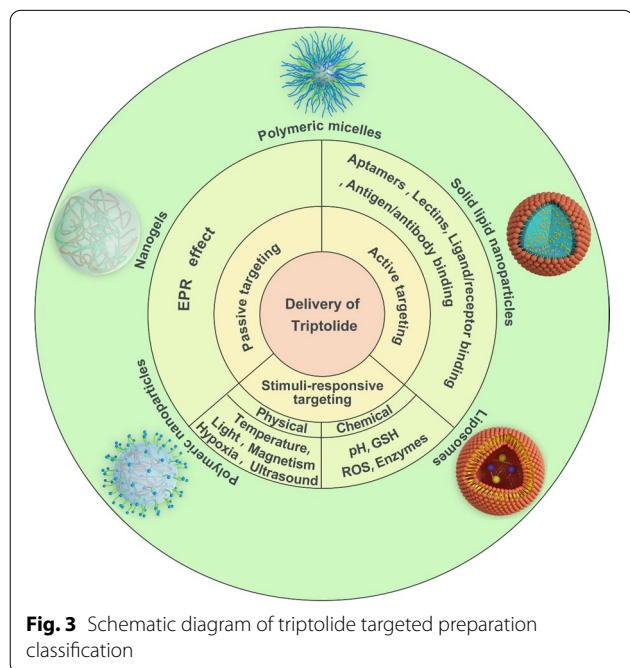 Polymeric micelles
Solid lipid nanoparticles
Liposomes
Polymeric nanoparticles
Nanogels
EPR effect
Aptamers , Lectins, Ligand/receptor binding
, Antigen/antibody binding
Passive targeting
Active targeting
Delivery of
Triptolide
Stimuli-responsive
targeting
Physical
Chemical
Temperature,
Light , Magnetism
Hypoxia , Ultrasound
pH, GSH
ROS, Enzymes
Fig. 3 Schematic diagram of triptolide targeted preparation
classification